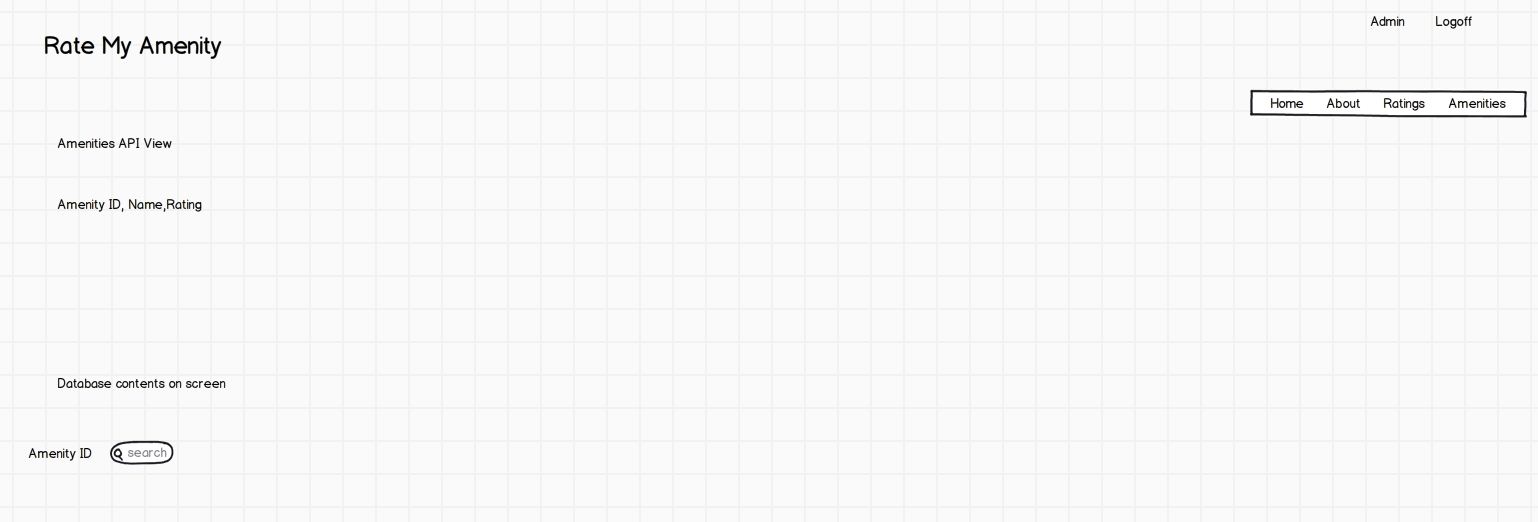 Admin Logoff
Rate My Amenity
Home About Ratings Amenities
Amenities API View
Amenity ID, Name,Rating
Database contents on screen
Amenity ID search